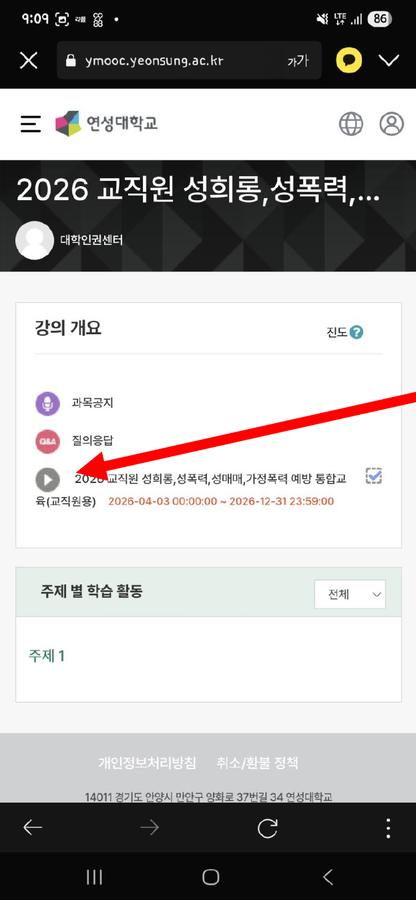 9:09
LTE
86
ymooc.yeonsung.ac.kr
가가
연성대학교
2026 교직원 성희롱,성폭력,...
대학인권센터
강의 개요
진도
?
과목공지
Q&A
질의응답
2026 교직원 성희롱,성폭력,성매매,가정폭력 예방 통합교
육(교직원용) 2026-04-03 00:00:00 ~ 2026-12-31 23:59:00
주제 별 학습 활동
전체
주제 1
개인정보처리방침 취소/환불 정책
14011 경기도 안양시 만안구 양화로 37번길 34 연성대학교